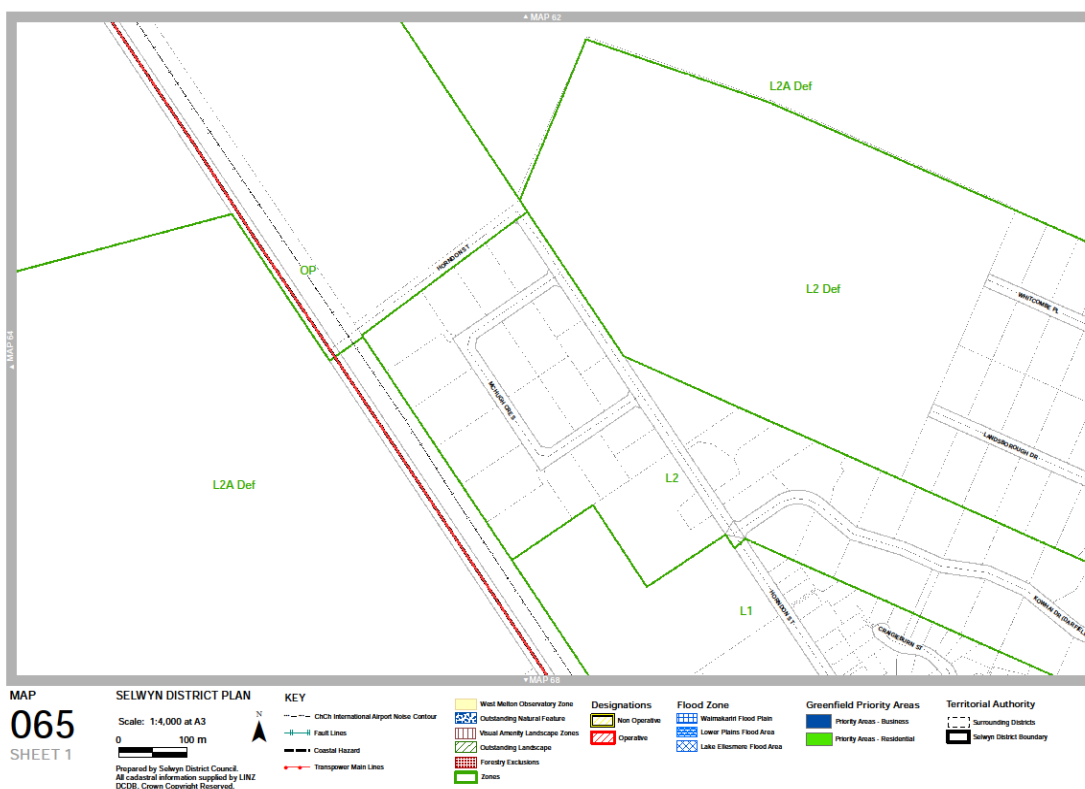 ▲ MAP 62
L2A Def
OP
HORNDON ST
L2 Def
WHITCOMBE PL
◄ MAP 64
MCHUGH CRES
LANDSBOROUGH DR
L2A Def
L2
L1
HORNDON ST
KOWHAI DR (DARFIEL
CRAIGIEBURN ST
▼ MAP 68
MAP
065
SHEET 1
SELWYN DISTRICT PLAN
Scale: 1:4,000 at A3
0 100 m
N
Prepared by Selwyn District Council.
All cadastral information supplied by LINZ
DCDB. Crown Copyright Reserved.
KEY
ChCh International Airport Noise Contour
Fault Lines
Coastal Hazard
Transpower Main Lines
West Melton Observatory Zone
Outstanding Natural Feature
Visual Amenity Landscape Zones
Outstanding Landscape
Forestry Exclusions
Zones
Designations
Non Operative
Operative
Flood Zone
Waimakariri Flood Plain
Lower Plains Flood Area
Lake Ellesmere Flood Area
Greenfield Priority Areas
Priority Areas - Business
Priority Areas - Residential
Territorial Authority
Surrounding Districts
Selwyn District Boundary